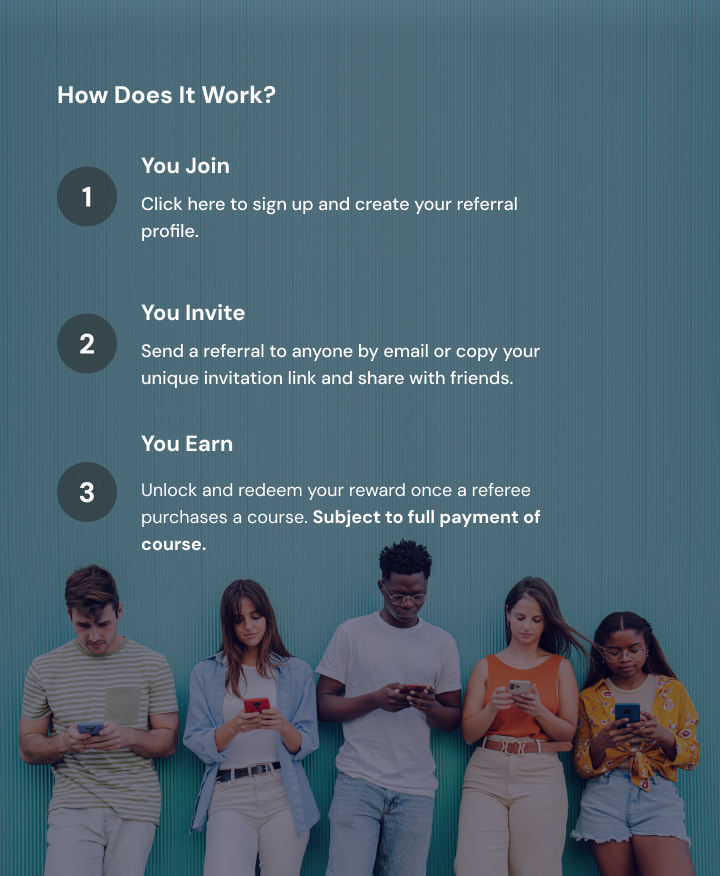 How Does It Work?
1
You Join
Click here to sign up and create your referral
profile.
2
You Invite
Send a referral to anyone by email or copy your
unique invitation link and share with friends.
3
You Earn
Unlock and redeem your reward once a referee
purchases a course. Subject to full payment of
course.